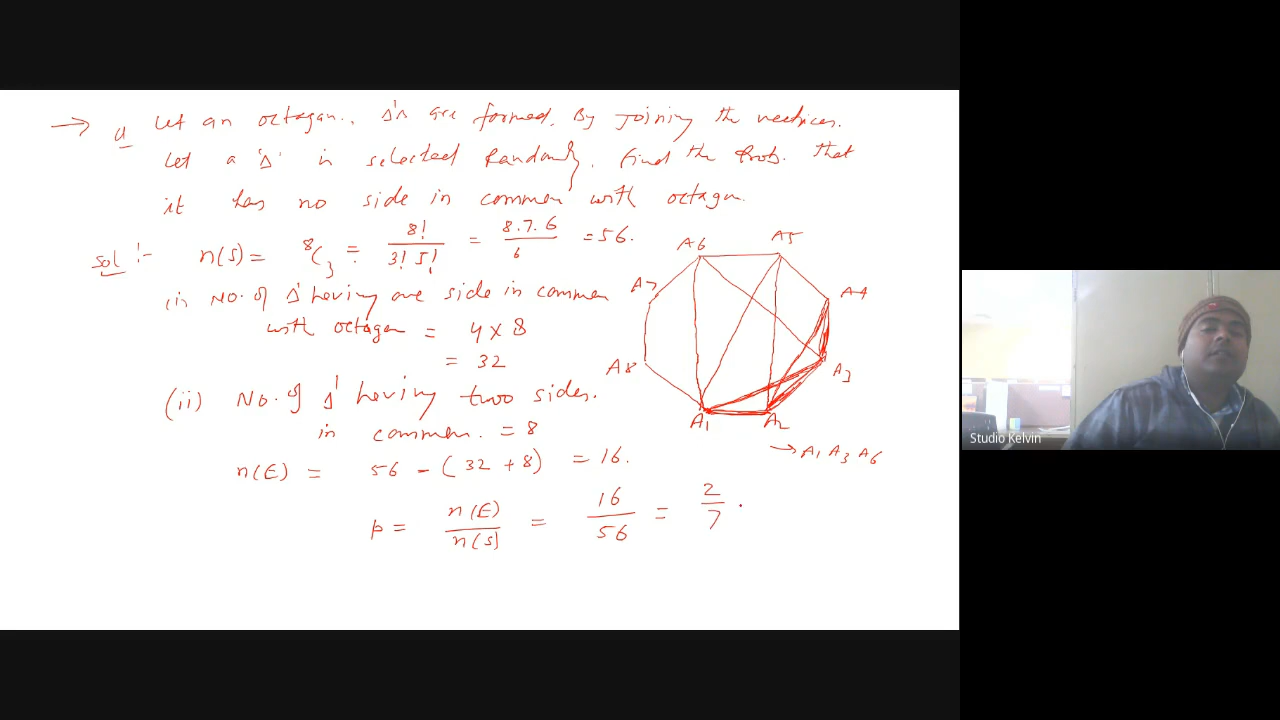 → Q Let an octagan., Δ's are formed. By joining the vertices.
Let a 'Δ' is selected Randomly. Find the Prob. that
it has no side in common with octagan.
Sol :- n(S) = ⁸C₃ = 8!/3! 5! = 8.7.6/6 = 56.
(i) No. of Δ having one side in common
with octagan = 4 × 8
= 32
(ii) No. of Δ' having two sides.
in common. = 8
n(E) = 56 - (32 + 8) = 16.
p = n(E)/n(S) = 16/56 = 2/7 .
A6 A5
A7 A4
A8 A3
A1 A2
→ A1 A3 A6
Studio Kelvin